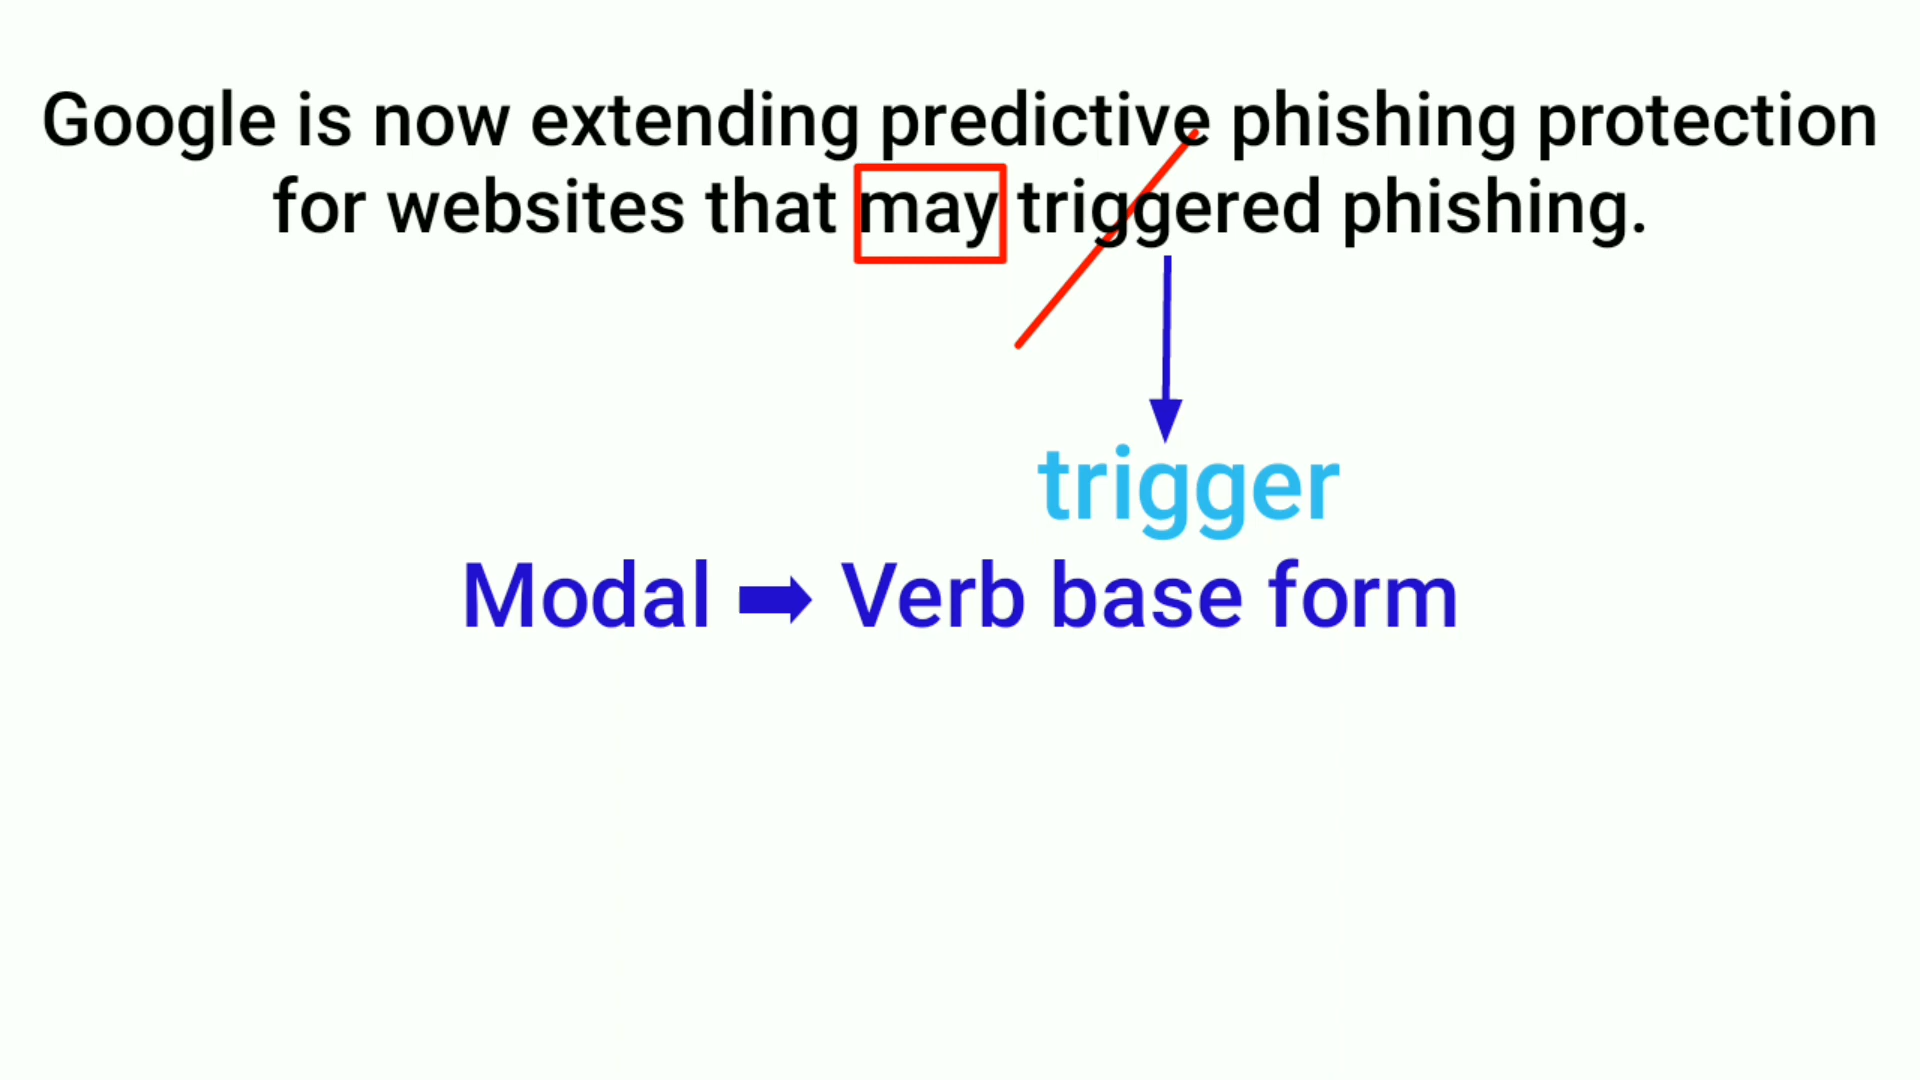 Google is now extending predictive phishing protection
for websites that may triggered phishing.
trigger
Modal ➡ Verb base form